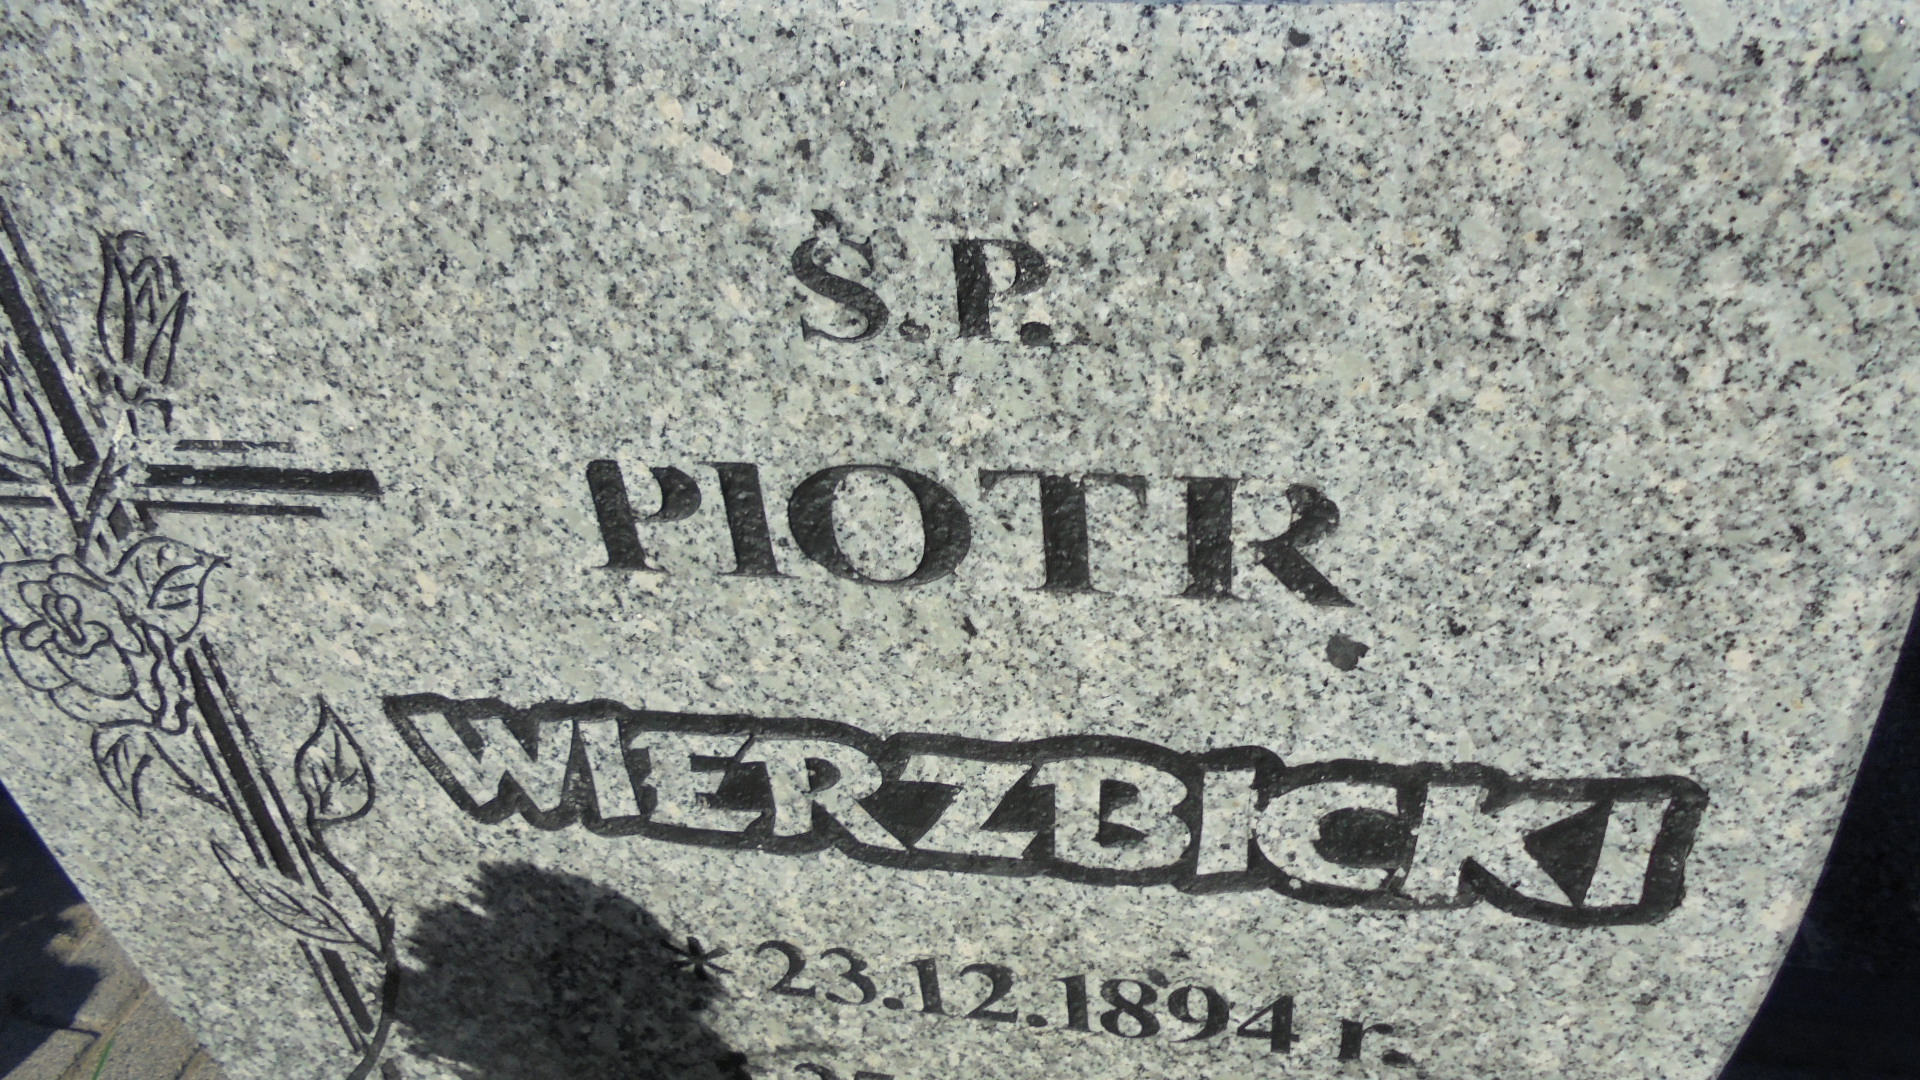 Ś.P.
PIOTR
WIERZBICKI
* 23.12.1894 r.